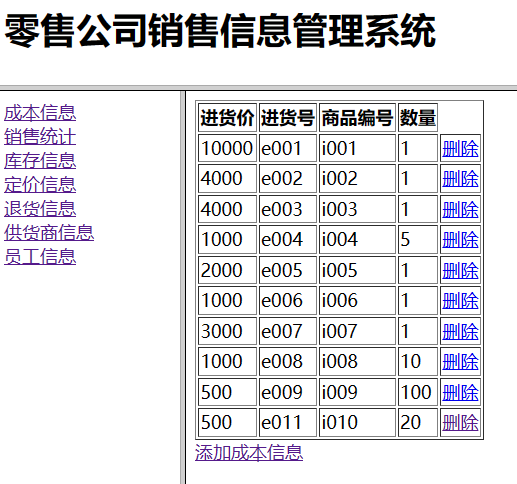 零售公司销售信息管理系统
成本信息
销售统计
库存信息
定价信息
退货信息
供货商信息
员工信息
进货价 进货号 商品编号 数量
10000 e001 i001 1 删除
4000 e002 i002 1 删除
4000 e003 i003 1 删除
1000 e004 i004 5 删除
2000 e005 i005 1 删除
1000 e006 i006 1 删除
3000 e007 i007 1 删除
1000 e008 i008 10 删除
500 e009 i009 100 删除
500 e011 i010 20 删除
添加成本信息